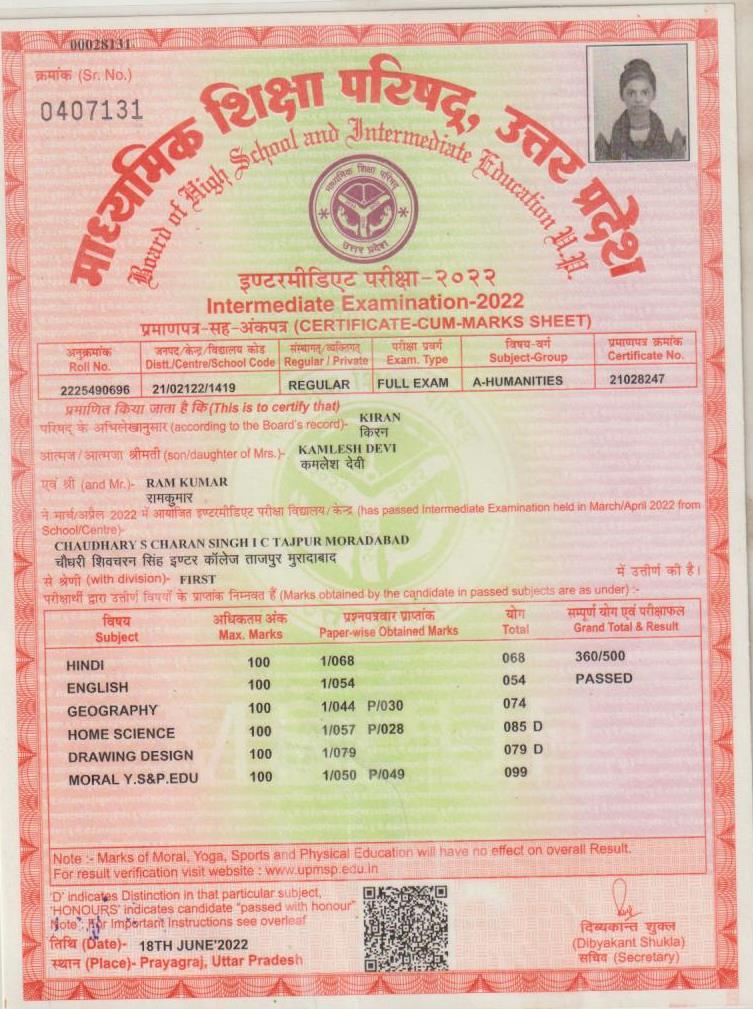 00028131
क्रमांक (Sr. No.)
0407131
माध्यमिक शिक्षा परिषद्, उत्तर प्रदेश
Board of High School and Intermediate Education U.P.
माध्यमिक शिक्षा परिषद्
उत्तर प्रदेश
इण्टरमीडिएट परीक्षा-२०२२
Intermediate Examination-2022
प्रमाणपत्र-सह-अंकपत्र (CERTIFICATE-CUM-MARKS SHEET)
अनुक्रमांक जनपद/केन्द्र/विद्यालय कोड संस्थागत/व्यक्तिगत परीक्षा प्रवर्ग विषय-वर्ग प्रमाणपत्र क्रमांक
Roll No. Distt./Centre/School Code Regular / Private Exam. Type Subject-Group Certificate No.
2225490696 21/02122/1419 REGULAR FULL EXAM A-HUMANITIES 21028247
प्रमाणित किया जाता है कि (This is to certify that)
परिषद के अभिलेखानुसार (according to the Board's record)- KIRAN
किरन
आत्मज / आत्मजा श्रीमती (son/daughter of Mrs.)- KAMLESH DEVI
कमलेश देवी
एवं श्री (and Mr.)- RAM KUMAR
रामकुमार
ने मार्च/अप्रैल 2022 में आयोजित इण्टरमीडिएट परीक्षा विद्यालय/केन्द्र (has passed Intermediate Examination held in March/April 2022 from
School/Centre)-
CHAUDHARY S CHARAN SINGH I C TAJPUR MORADABAD
चौधरी शिवचरन सिंह इण्टर कॉलेज ताजपुर मुरादाबाद
से श्रेणी (with division)- FIRST में उत्तीर्ण की है।
परीक्षार्थी द्वारा उत्तीर्ण विषयों के प्राप्तांक निम्नवत हैं (Marks obtained by the candidate in passed subjects are as under) :-
विषय अधिकतम अंक प्रश्नपत्रवार प्राप्तांक योग सम्पूर्ण योग एवं परीक्षाफल
Subject Max. Marks Paper-wise Obtained Marks Total Grand Total & Result
HINDI 100 1/068 068 360/500
ENGLISH 100 1/054 054 PASSED
GEOGRAPHY 100 1/044 P/030 074
HOME SCIENCE 100 1/057 P/028 085 D
DRAWING DESIGN 100 1/079 079 D
MORAL Y.S&P.EDU 100 1/050 P/049 099
Note :- Marks of Moral, Yoga, Sports and Physical Education will have no effect on overall Result.
For result verification visit website : www.upmsp.edu.in
'D' indicates Distinction in that particular subject,
'HONOURS' indicates candidate "passed with honour"
Note : For Important Instructions see overleaf
तिथि (Date)- 18TH JUNE'2022
स्थान (Place)- Prayagraj, Uttar Pradesh
दिब्यकान्त शुक्ल
(Dibyakant Shukla)
सचिव (Secretary)